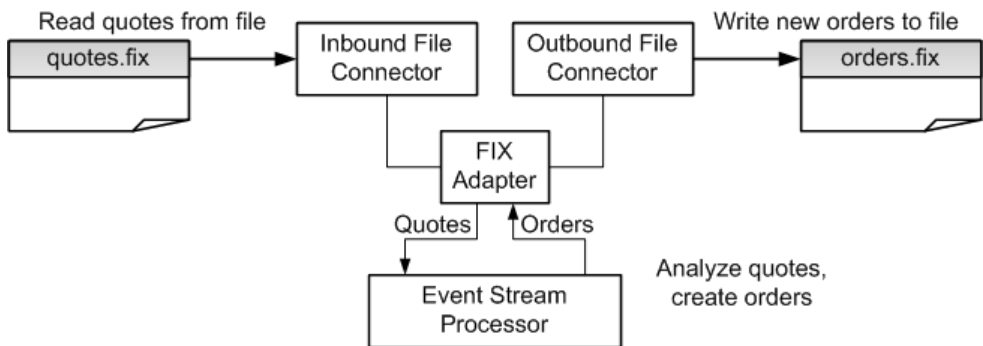 Read quotes from file
quotes.fix
Inbound File
Connector
Outbound File
Connector
Write new orders to file
orders.fix
FIX
Adapter
Quotes
Orders
Event Stream
Processor
Analyze quotes,
create orders